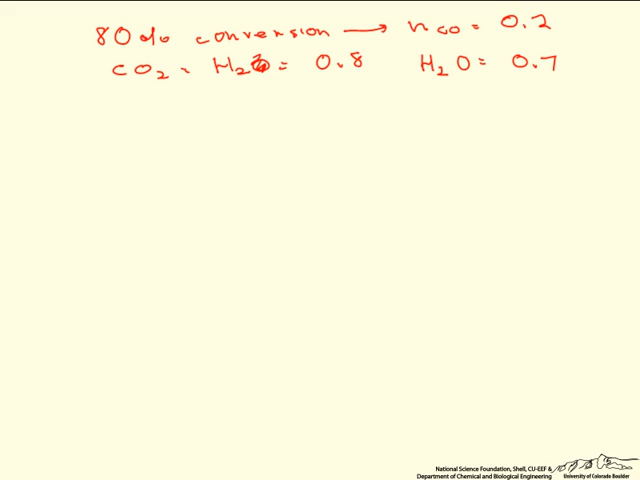 80 % conversion → nCO = 0.2
CO2 = H2 = 0.8 H2O = 0.7
National Science Foundation, Shell, CU-EEF &
Department of Chemical and Biological Engineering
University of Colorado Boulder